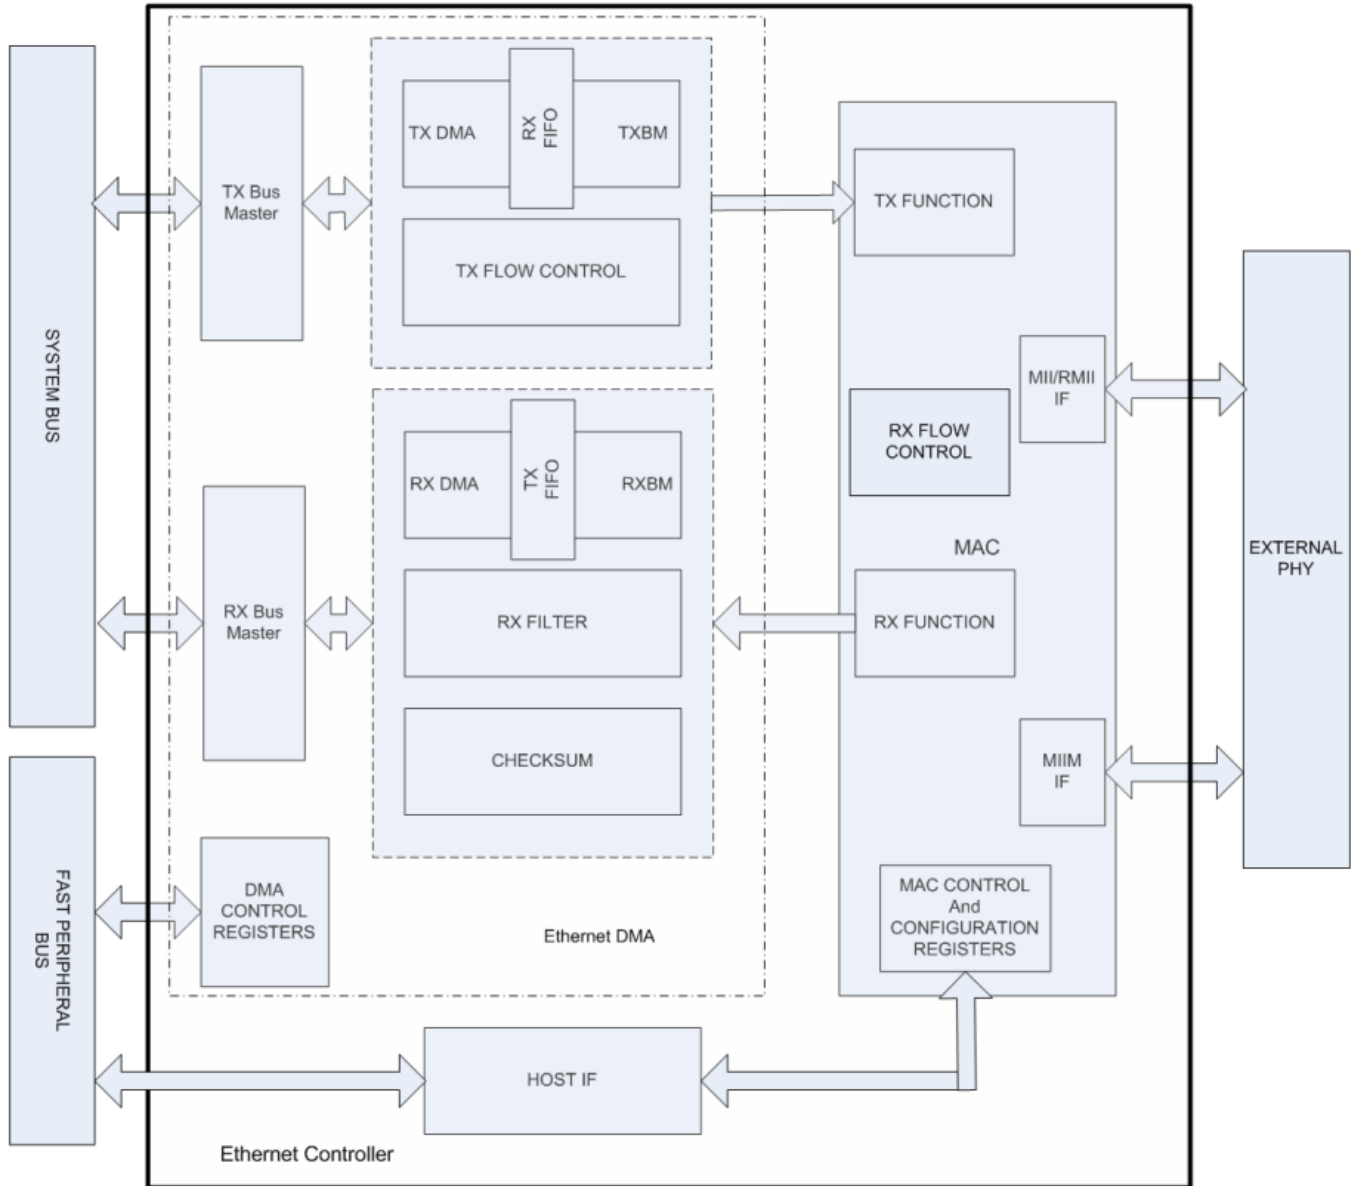 SYSTEM BUS
TX Bus
Master
TX DMA
RX
FIFO
TXBM
TX FLOW CONTROL
TX FUNCTION
MII/RMII
IF
RX FLOW
CONTROL
RX DMA
TX
FIFO
RXBM
MAC
EXTERNAL
PHY
RX Bus
Master
RX FILTER
RX FUNCTION
CHECKSUM
MIIM
IF
FAST PERIPHERAL
BUS
DMA
CONTROL
REGISTERS
Ethernet DMA
MAC CONTROL
And
CONFIGURATION
REGISTERS
HOST IF
Ethernet Controller